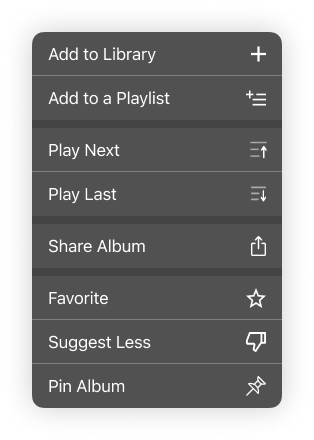 Add to Library
Add to a Playlist
Play Next
Play Last
Share Album
Favorite
Suggest Less
Pin Album